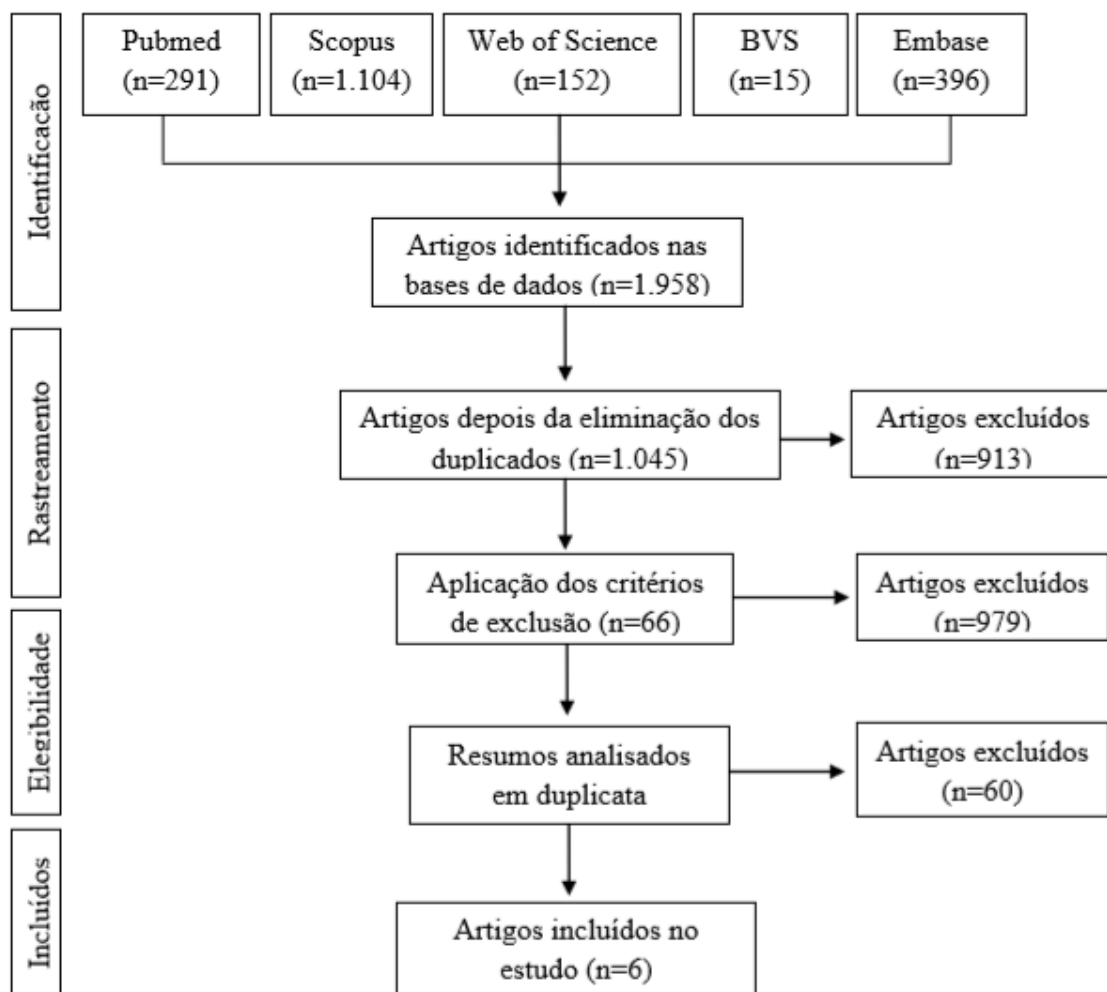 Identificação
Pubmed
(n=291)
Scopus
(n=1.104)
Web of Science
(n=152)
BVS
(n=15)
Embase
(n=396)
Artigos identificados nas
bases de dados (n=1.958)
Rastreamento
Artigos depois da eliminação dos
duplicados (n=1.045)
Artigos excluídos
(n=913)
Aplicação dos critérios
de exclusão (n=66)
Artigos excluídos
(n=979)
Elegibilidade
Resumos analisados
em duplicata
Artigos excluídos
(n=60)
Incluídos
Artigos incluídos no
estudo (n=6)